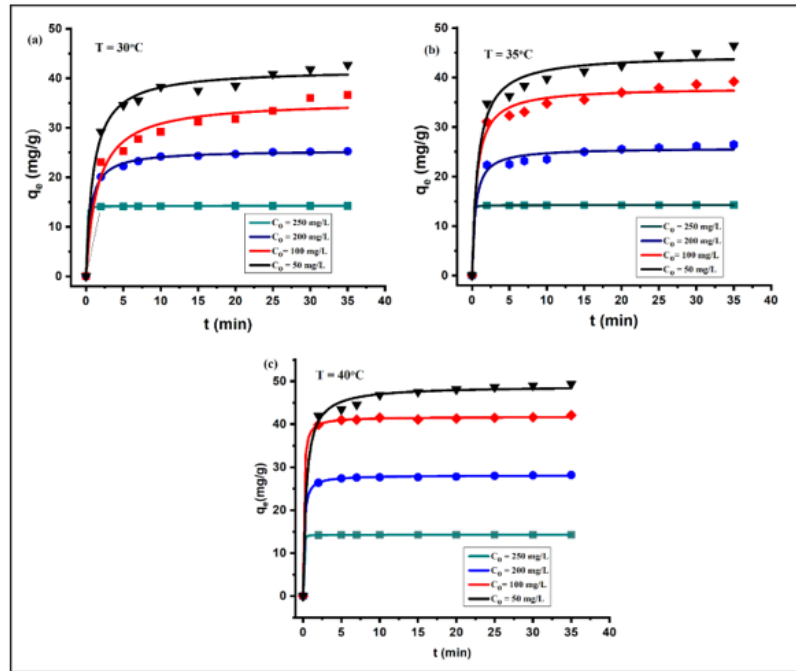 (a)
T = 30°C
50
40
30
20
10
0
qe (mg/g)
C0 = 250 mg/L
C0 = 200 mg/L
C0= 100 mg/L
C0 = 50 mg/L
0 5 10 15 20 25 30 35 40
t (min)
(b)
T = 35°C
50
40
30
20
10
0
qe (mg/g)
C0 = 250 mg/L
C0 = 200 mg/L
C0= 100 mg/L
C0 = 50 mg/L
0 5 10 15 20 25 30 35 40
t (min)
(c)
T = 40°C
50
40
30
20
10
0
qe(mg/g)
C0 = 250 mg/L
C0 = 200 mg/L
C0= 100 mg/L
C0 = 50 mg/L
0 5 10 15 20 25 30 35 40
t (min)